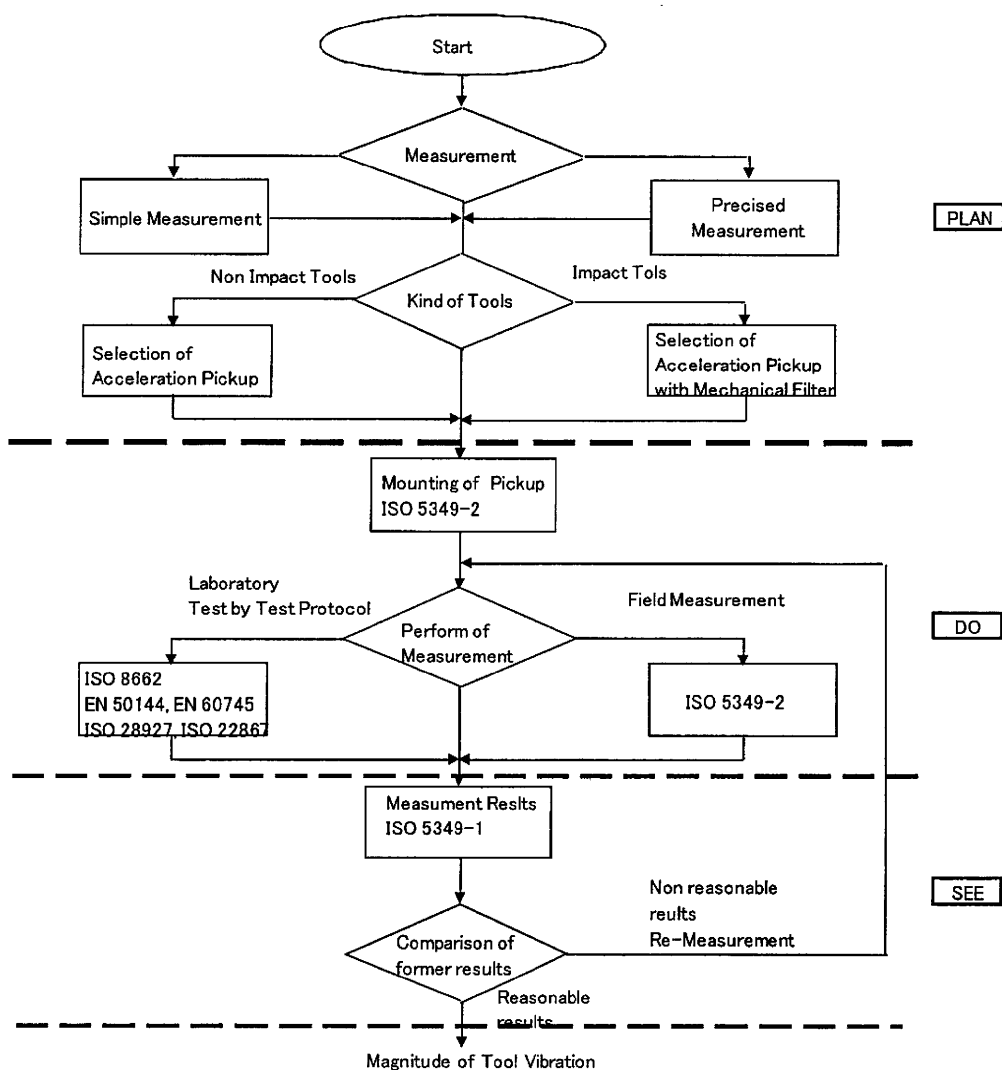 Start
Measurement
Simple Measurement
Precised
Measurement
PLAN
Non Impact Tools
Impact Tols
Kind of Tools
Selection of
Acceleration Pickup
Selection of
Acceleration Pickup
with Mechanical Filter
Mounting of Pickup
ISO 5349-2
Laboratory
Test by Test Protocol
Field Measurement
Perform of
Measurement
DO
ISO 8662
EN 50144, EN 60745
ISO 28927, ISO 22867
ISO 5349-2
Measument Reslts
ISO 5349-1
Non reasonable
reults
Re-Measurement
SEE
Comparison of
former results
Reasonable
results
Magnitude of Tool Vibration